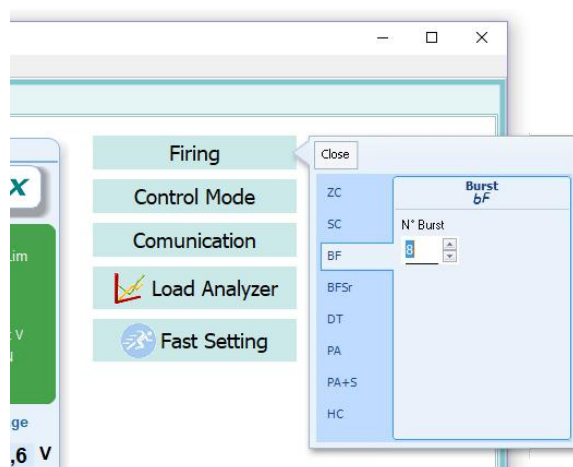 Firing
Control Mode
Comunication
Load Analyzer
Fast Setting
Close
ZC
SC
BF
BFSr
DT
PA
PA+S
HC
Burst
bF
N° Burst
8
x
im
V
ge
,6 V